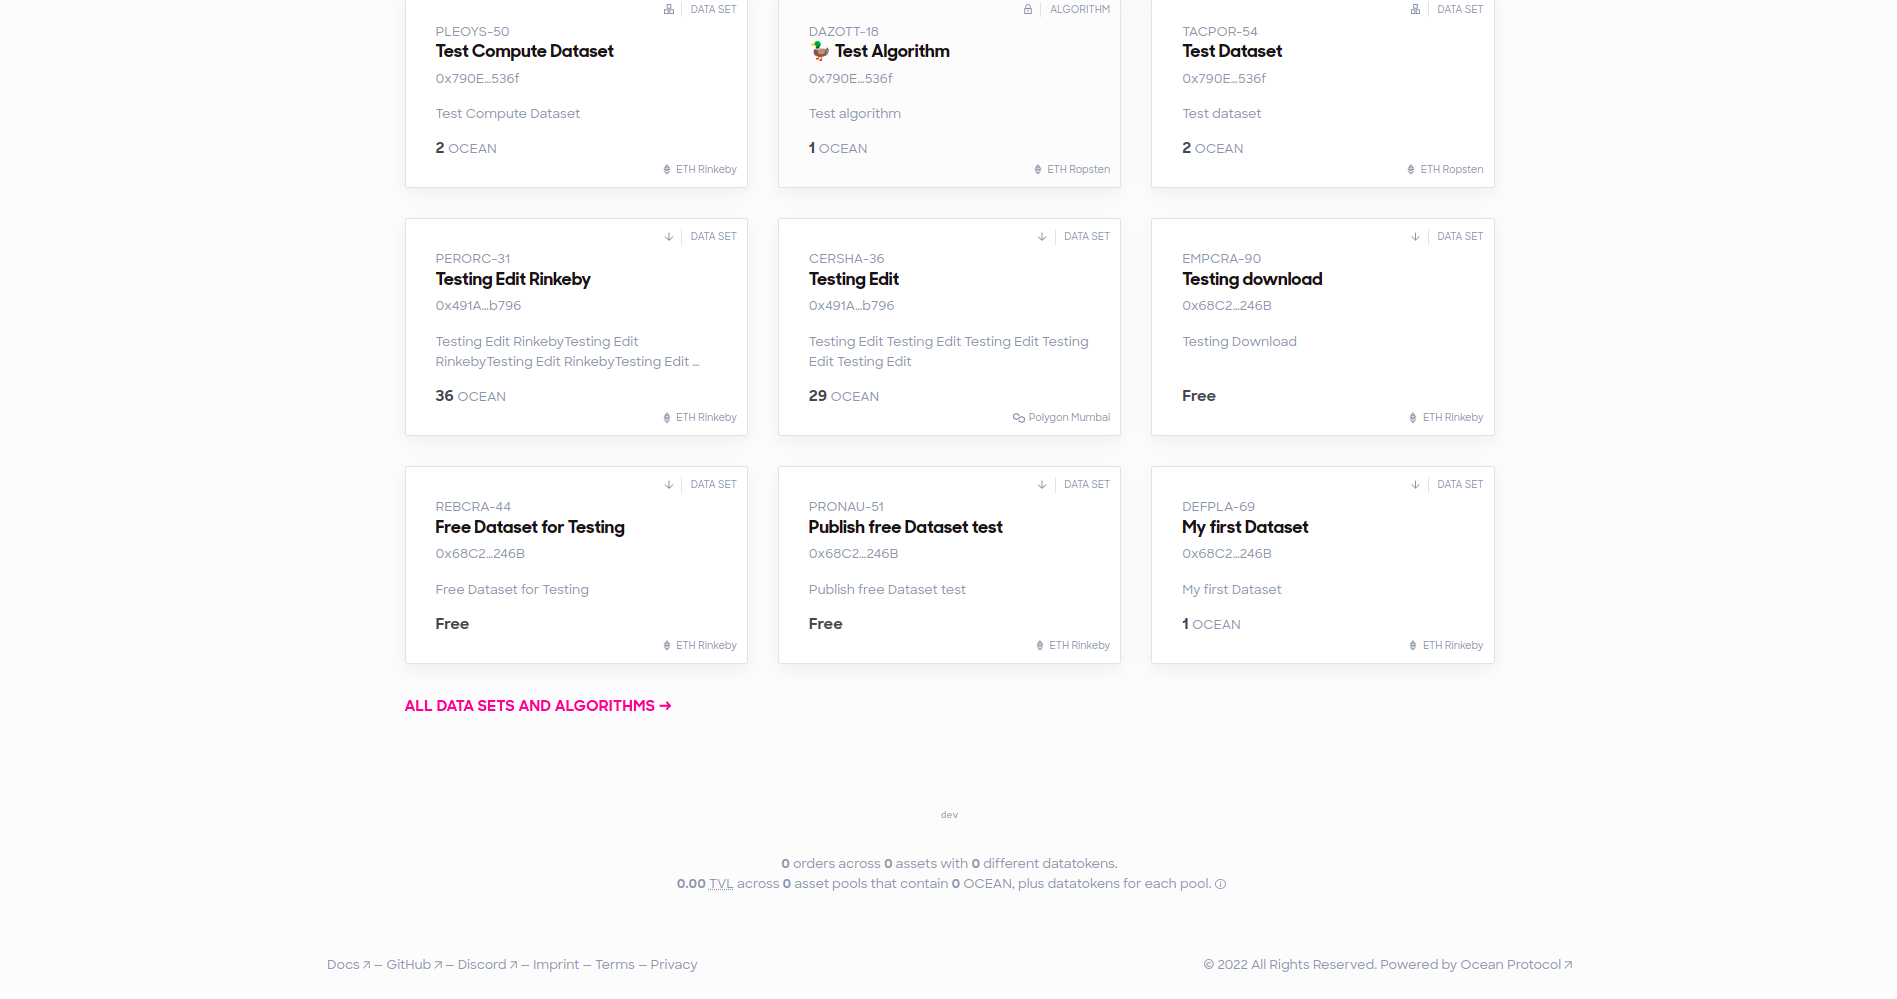 DATA SET
PLEOYS-50
Test Compute Dataset
0x790E…536f
Test Compute Dataset
2 OCEAN
ETH Rinkeby
ALGORITHM
DAZOTT-18
🦆 Test Algorithm
0x790E…536f
Test algorithm
1 OCEAN
ETH Ropsten
DATA SET
TACPOR-54
Test Dataset
0x790E…536f
Test dataset
2 OCEAN
ETH Ropsten
DATA SET
PERORC-31
Testing Edit Rinkeby
0x491A…b796
Testing Edit RinkebyTesting Edit
RinkebyTesting Edit RinkebyTesting Edit …
36 OCEAN
ETH Rinkeby
DATA SET
CERSHA-36
Testing Edit
0x491A…b796
Testing Edit Testing Edit Testing Edit Testing
Edit Testing Edit
29 OCEAN
Polygon Mumbai
DATA SET
EMPCRA-90
Testing download
0x68C2…246B
Testing Download
Free
ETH Rinkeby
DATA SET
REBCRA-44
Free Dataset for Testing
0x68C2…246B
Free Dataset for Testing
Free
ETH Rinkeby
DATA SET
PRONAU-51
Publish free Dataset test
0x68C2…246B
Publish free Dataset test
Free
ETH Rinkeby
DATA SET
DEFPLA-69
My first Dataset
0x68C2…246B
My first Dataset
1 OCEAN
ETH Rinkeby
ALL DATA SETS AND ALGORITHMS →
dev
0 orders across 0 assets with 0 different datatokens.
0.00 TVL across 0 asset pools that contain 0 OCEAN, plus datatokens for each pool.
Docs ↗ — GitHub ↗ — Discord ↗ — Imprint — Terms — Privacy
© 2022 All Rights Reserved. Powered by Ocean Protocol ↗